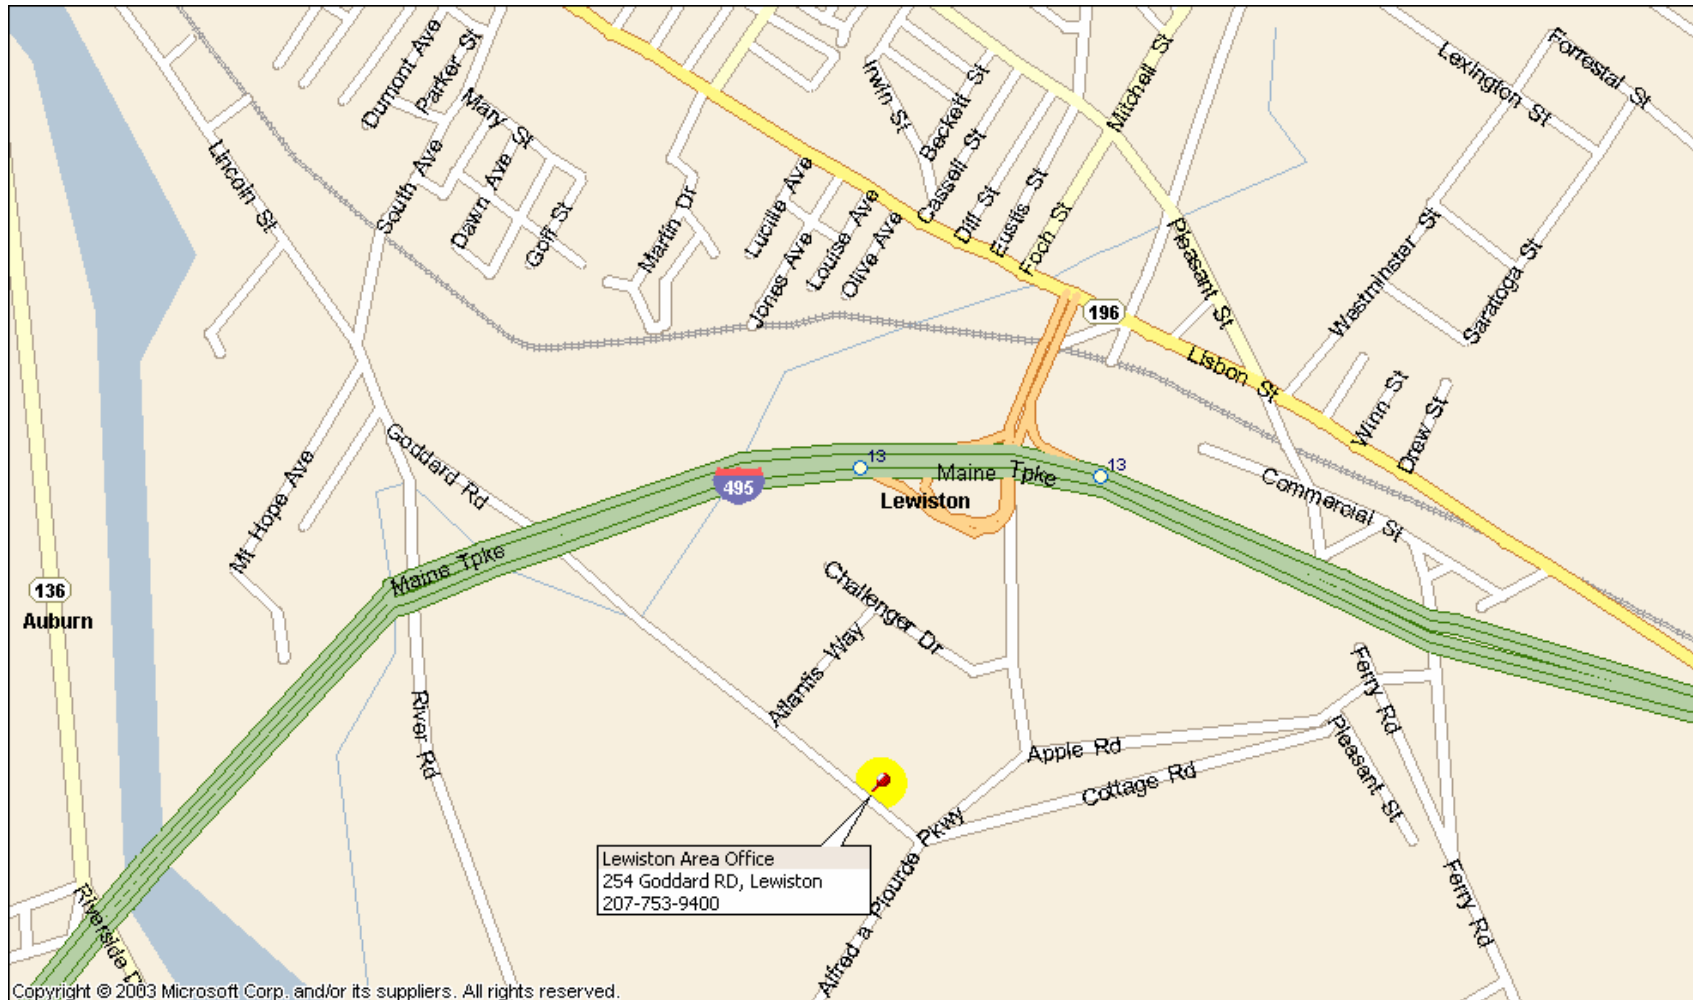 Dumont Ave
Parker St
Mary St
Irwin St
Beckett St
Mitchell St
Lexington St
Forrestal St
Lincoln St
South Ave
Dawn Ave
Goff St
Martin Dr
Lucille Ave
Jones Ave
Louise Ave
Olive Ave
Cassell St
Dill St
Eustis St
Foch St
Pleasant St
Westminster St
Saratoga St
196
Lisbon St
Winn St
Drew St
Goddard Rd
Mt Hope Ave
495
13
Maine Tpke
13
Lewiston
Commercial St
Maine Tpke
136
Auburn
Challenger Dr
Atlantis Way
River Rd
Ferry Rd
Pleasant St
Apple Rd
Cottage Rd
Lewiston Area Office
254 Goddard RD, Lewiston
207-753-9400
Alfred a Plourde Pkwy
Ferry Rd
Riverside D
Copyright © 2003 Microsoft Corp. and/or its suppliers. All rights reserved.